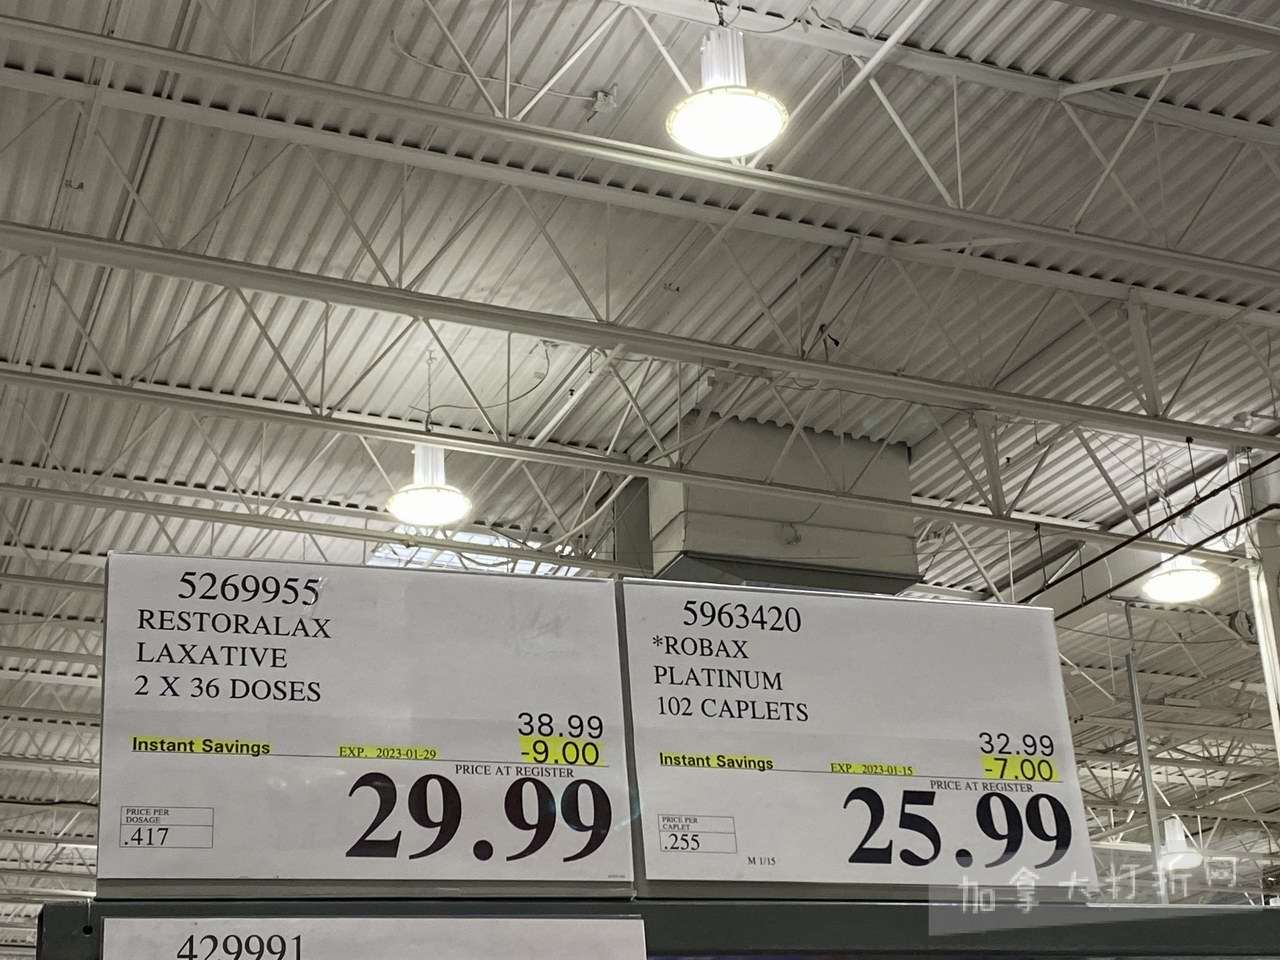 5269955
RESTORALAX
LAXATIVE
2 X 36 DOSES
38.99
Instant Savings EXP. 2023-01-29 -9.00
PRICE AT REGISTER
29.99
PRICE PER
DOSAGE
.417
5963420
*ROBAX
PLATINUM
102 CAPLETS
32.99
Instant Savings EXP. 2023-01-15 -7.00
PRICE AT REGISTER
25.99
PRICE PER
CAPLET
.255
M 1/15
429991
加拿大打折网